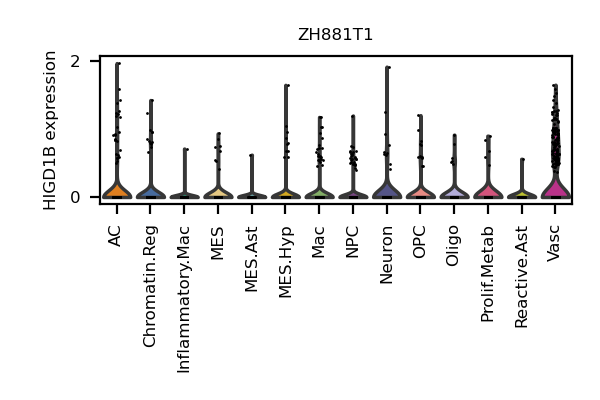 ZH881T1
HIGD1B expression
2
0
AC
Chromatin.Reg
Inflammatory.Mac
MES
MES.Ast
MES.Hyp
Mac
NPC
Neuron
OPC
Oligo
Prolif.Metab
Reactive.Ast
Vasc